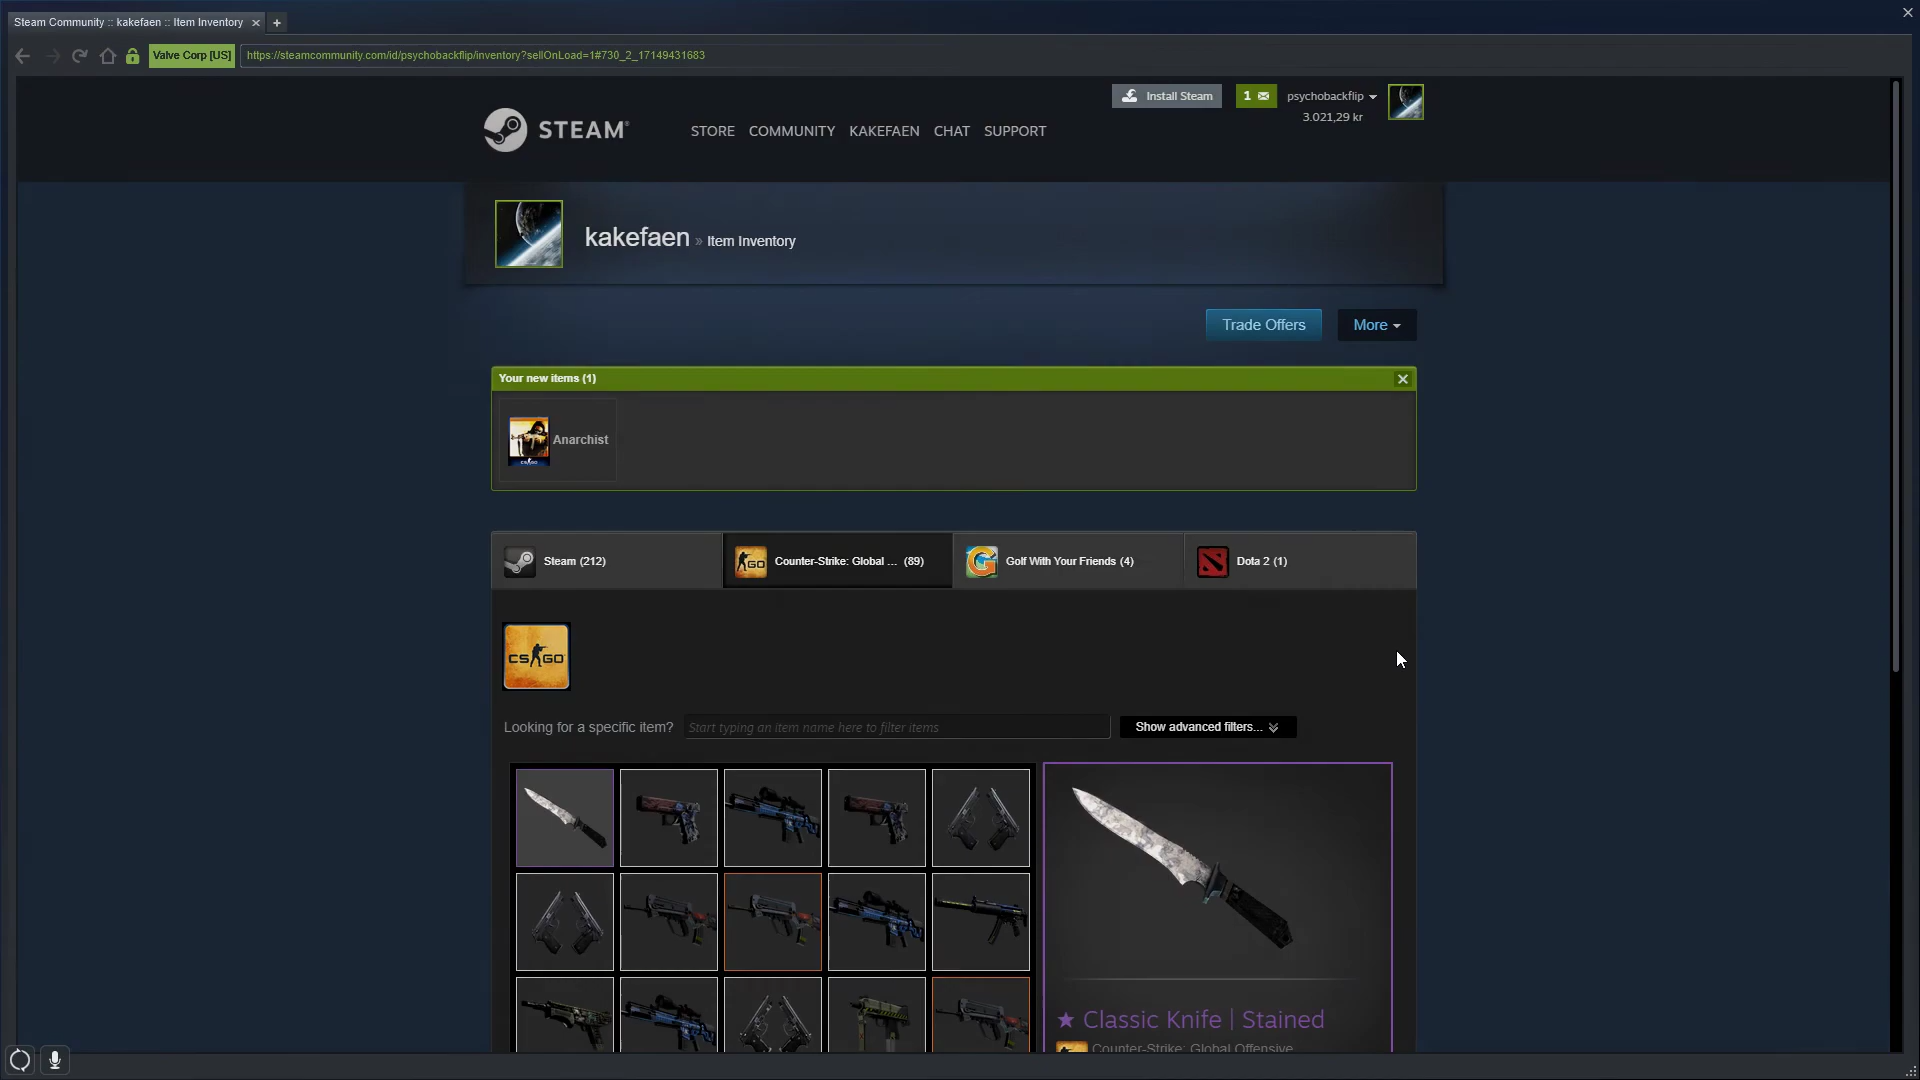 Steam Community :: kakefaen :: Item Inventory
Valve Corp [US]
https://steamcommunity.com/id/psychobackflip/inventory?sellOnLoad=1#730_2_17149431683
Install Steam
1
psychobackflip
3.021,29 kr
STEAM
STORE COMMUNITY KAKEFAEN CHAT SUPPORT
kakefaen » Item Inventory
Trade Offers
More
Your new items (1)
Anarchist
Steam (212)
Counter-Strike: Global ... (89)
Golf With Your Friends (4)
Dota 2 (1)
CS GO
Looking for a specific item?
Start typing an item name here to filter items
Show advanced filters...
★ Classic Knife | Stained
Counter-Strike: Global Offensive